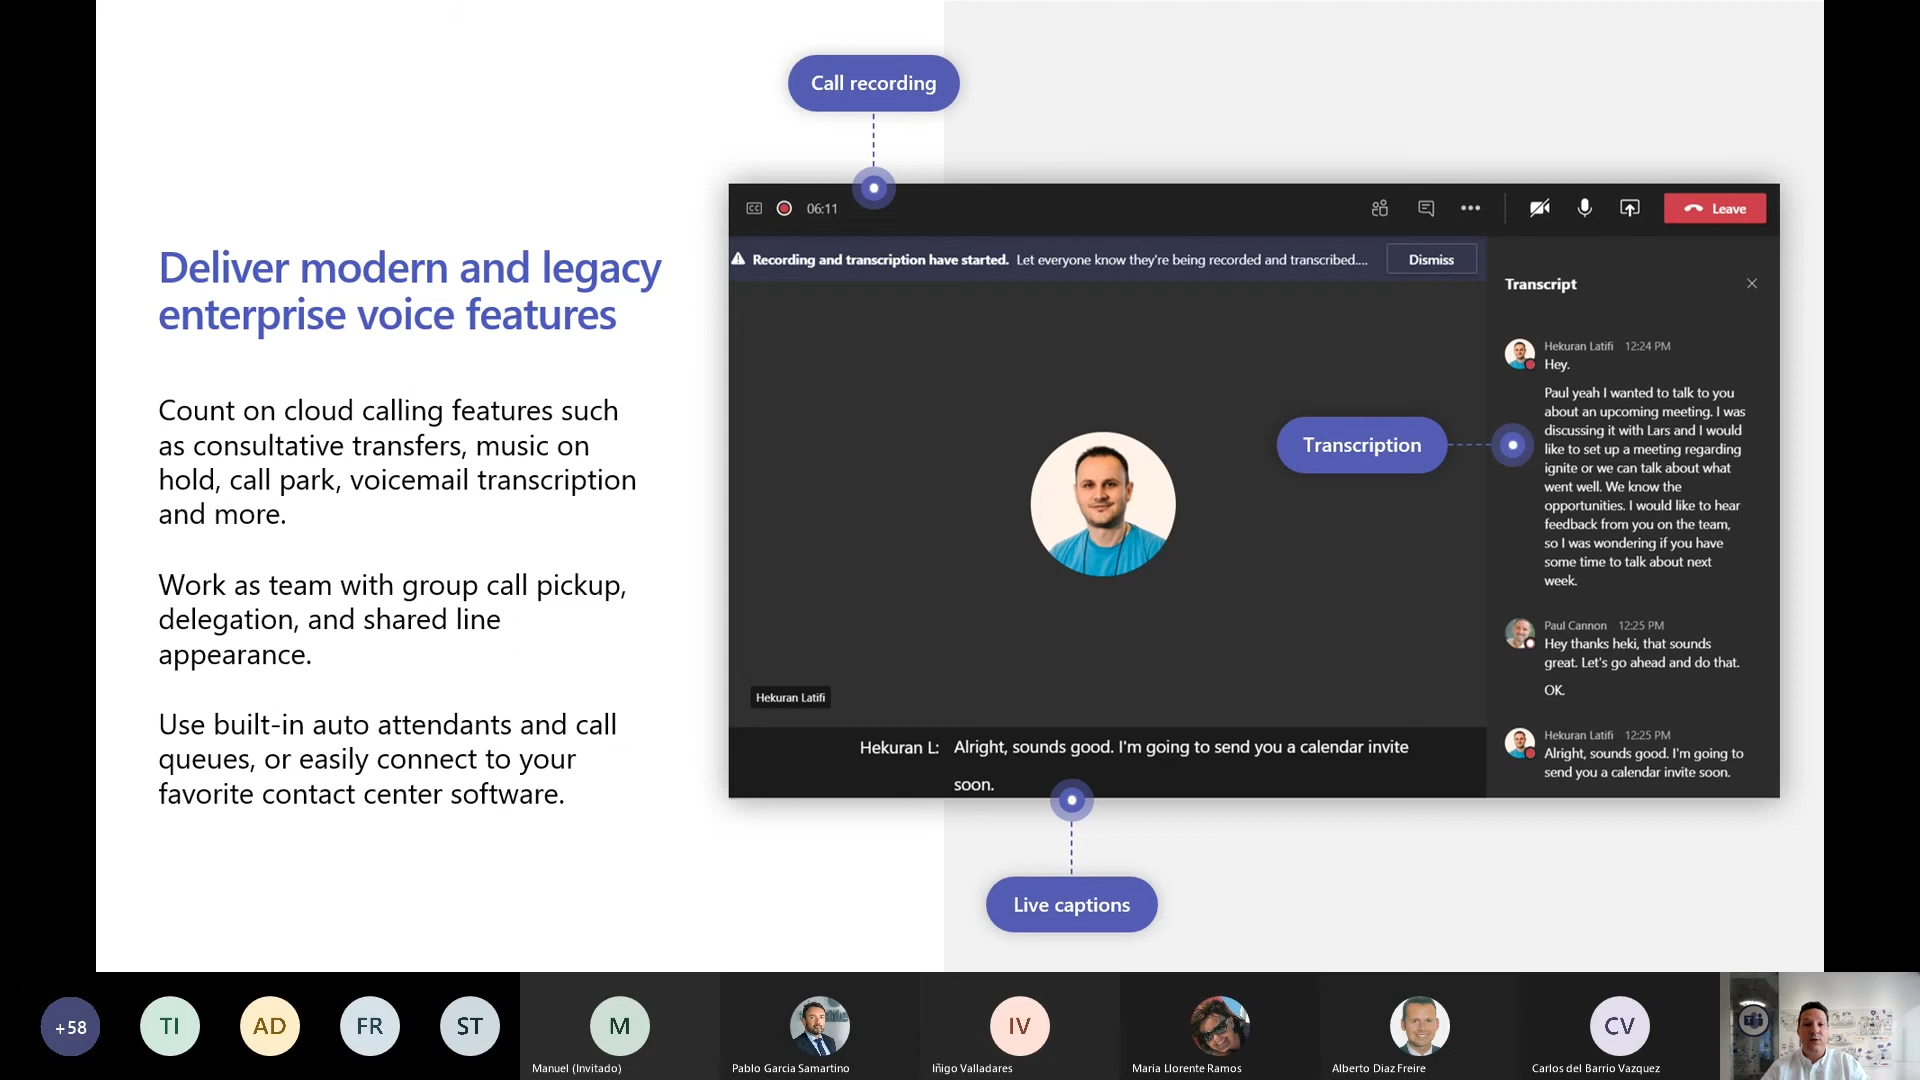 Call recording
Deliver modern and legacy
enterprise voice features
Count on cloud calling features such
as consultative transfers, music on
hold, call park, voicemail transcription
and more.
Work as team with group call pickup,
delegation, and shared line
appearance.
Use built-in auto attendants and call
queues, or easily connect to your
favorite contact center software.
CC
06:11
Leave
Recording and transcription have started. Let everyone know they're being recorded and transcribed....
Dismiss
Transcription
Hekuran Latifi
Hekuran L: Alright, sounds good. I'm going to send you a calendar invite
soon.
Live captions
Transcript
Hekuran Latifi 12:24 PM
Hey.
Paul yeah I wanted to talk to you
about an upcoming meeting. I was
discussing it with Lars and I would
like to set up a meeting regarding
ignite or we can talk about what
went well. We know the
opportunities. I would like to hear
feedback from you on the team,
so I was wondering if you have
some time to talk about next
week.
Paul Cannon 12:25 PM
Hey thanks heki, that sounds
great. Let's go ahead and do that.
OK.
Hekuran Latifi 12:25 PM
Alright, sounds good. I'm going to
send you a calendar invite soon.
+58
TI
AD
FR
ST
M
Manuel (Invitado)
Pablo Garcia Samartino
IV
Iñigo Valladares
Maria Llorente Ramos
Alberto Diaz Freire
CV
Carlos del Barrio Vazquez